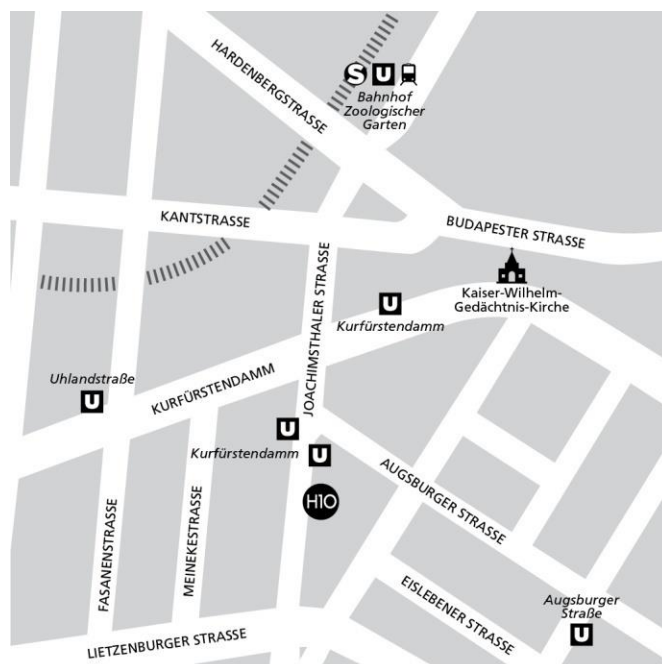 HARDENBERGSTRASSE
S U
Bahnhof
Zoologischer
Garten
KANTSTRASSE
BUDAPESTER STRASSE
Kaiser-Wilhelm-
Gedächtnis-Kirche
U
Kurfürstendamm
JOACHIMSTHALER STRASSE
Uhlandstraße
U
KURFÜRSTENDAMM
U
Kurfürstendamm
U
H10
AUGSBURGER STRASSE
FASANENSTRASSE
MEINEKESTRASSE
EISLEBENER STRASSE
Augsburger
Straße
U
LIETZENBURGER STRASSE